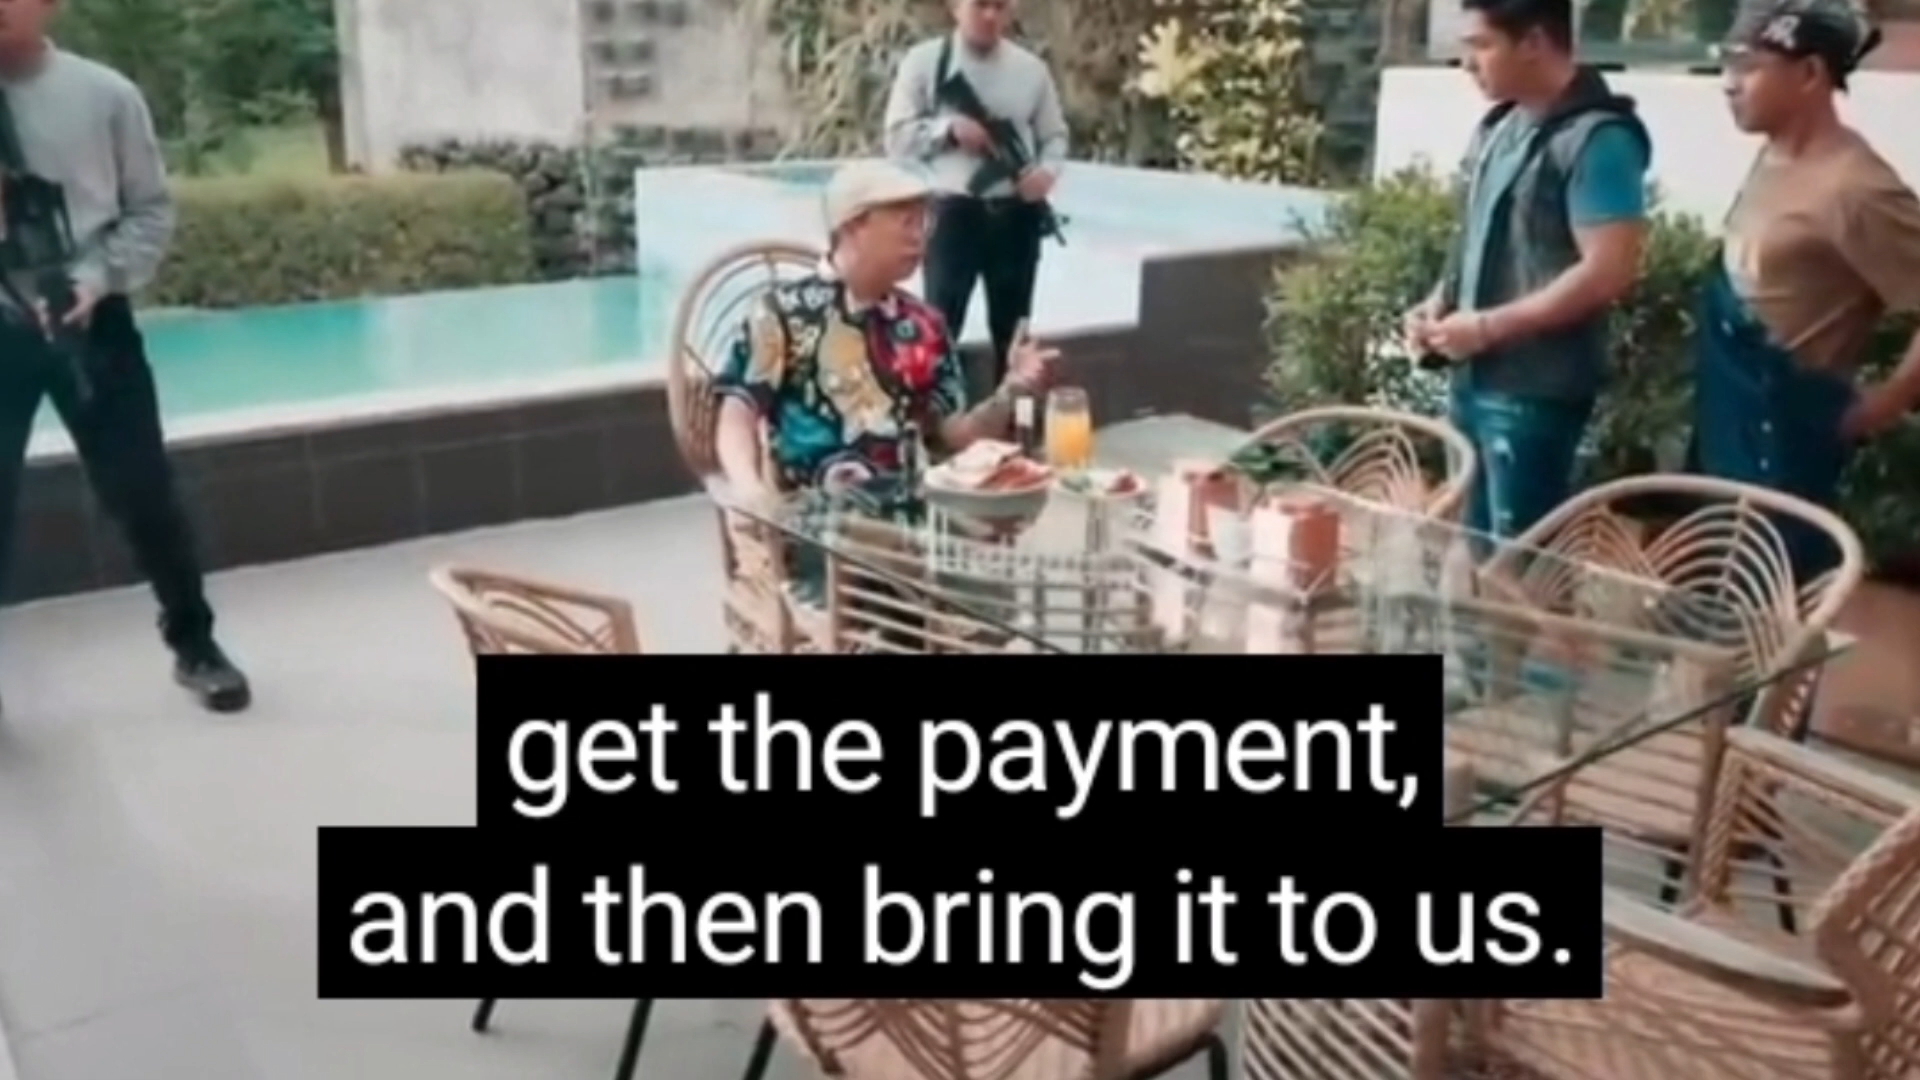 get the payment,
and then bring it to us.